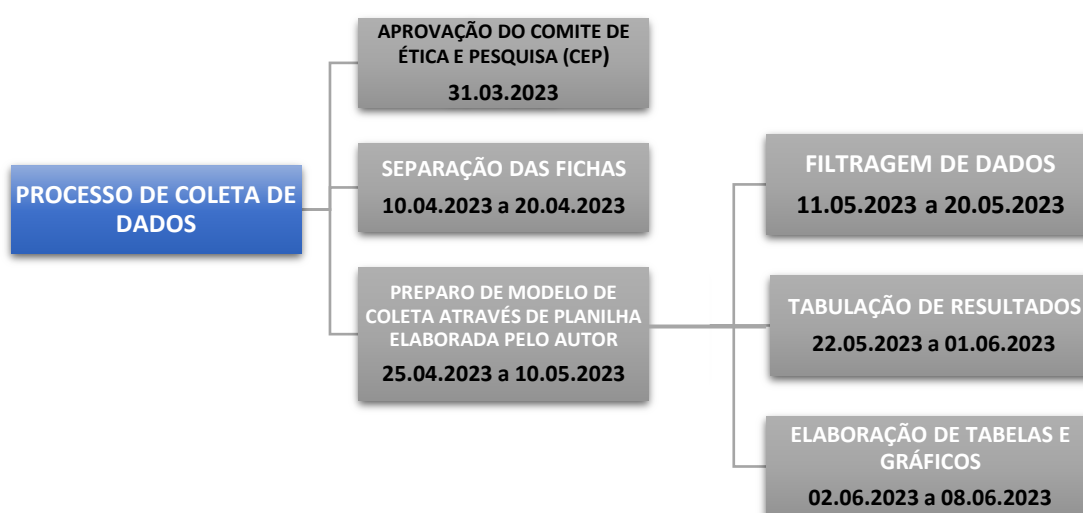 PROCESSO DE COLETA DE
DADOS
APROVAÇÃO DO COMITE DE
ÉTICA E PESQUISA (CEP)
31.03.2023
SEPARAÇÃO DAS FICHAS
10.04.2023 a 20.04.2023
PREPARO DE MODELO DE
COLETA ATRAVÉS DE PLANILHA
ELABORADA PELO AUTOR
25.04.2023 a 10.05.2023
FILTRAGEM DE DADOS
11.05.2023 a 20.05.2023
TABULAÇÃO DE RESULTADOS
22.05.2023 a 01.06.2023
ELABORAÇÃO DE TABELAS E
GRÁFICOS
02.06.2023 a 08.06.2023